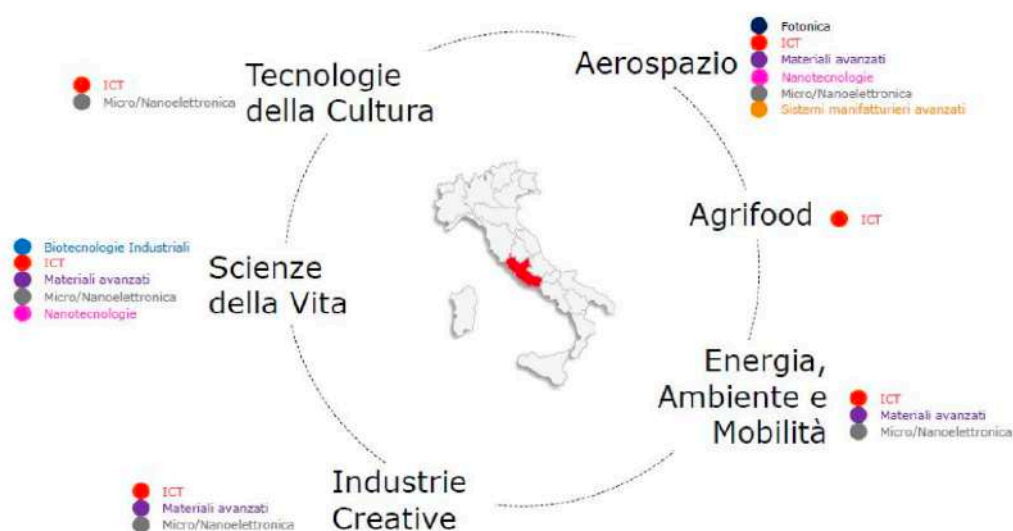 Tecnologie
della Cultura
ICT
Micro/Nanoelettronica
Aerospazio
Fotonica
ICT
Materiali avanzati
Nanotecnologie
Micro/Nanoelettronica
Sistemi manifatturieri avanzati
Agrifood
ICT
Scienze
della Vita
Biotecnologie Industriali
ICT
Materiali avanzati
Micro/Nanoelettronica
Nanotecnologie
Energia,
Ambiente e
Mobilità
ICT
Materiali avanzati
Micro/Nanoelettronica
Industrie
Creative
ICT
Materiali avanzati
Micro/Nanoelettronica